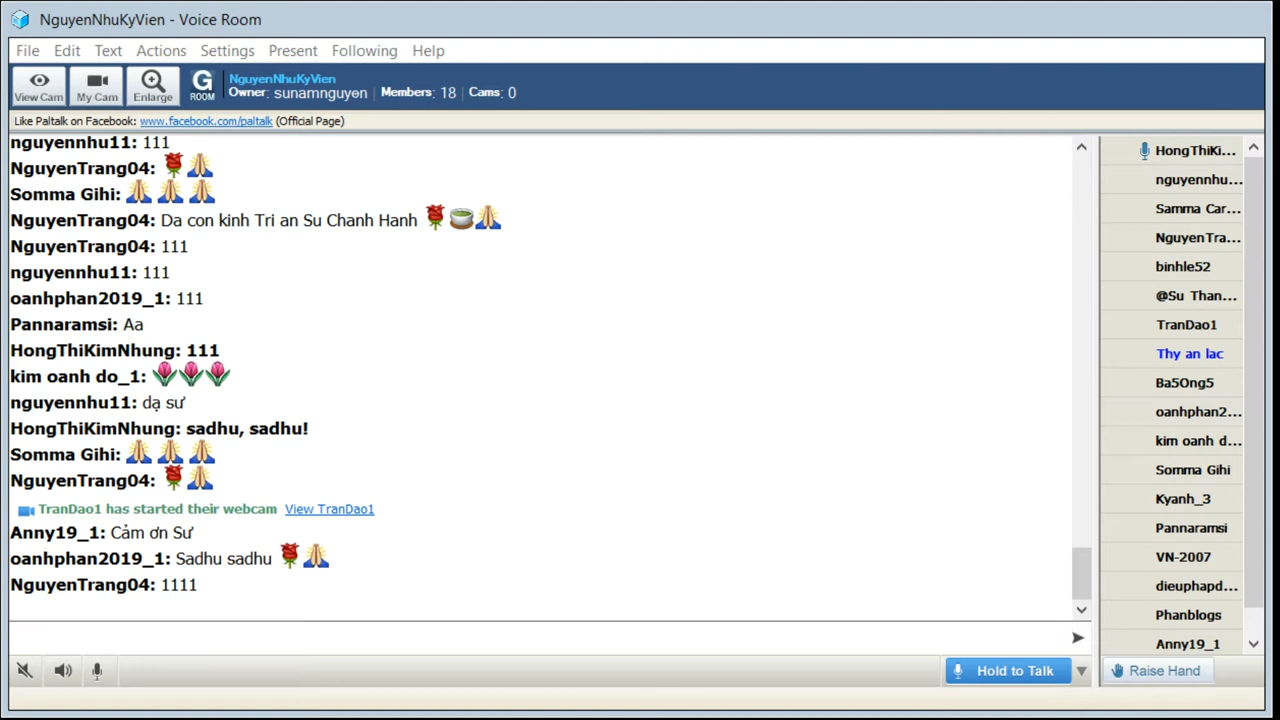 NguyenNhuKyVien - Voice Room
File Edit Text Actions Settings Present Following Help
View Cam My Cam Enlarge G ROOM
NguyenNhuKyVien
Owner: sunamnguyen | Members: 18 | Cams: 0
Like Paltalk on Facebook: www.facebook.com/paltalk (Official Page)
nguyennhu11: 111
NguyenTrang04:
Somma Gihi:
NguyenTrang04: Da con kinh Tri an Su Chanh Hanh
NguyenTrang04: 111
nguyennhu11: 111
oanhphan2019_1: 111
Pannaramsi: Aa
HongThiKimNhung: 111
kim oanh do_1:
nguyennhu11: dạ sư
HongThiKimNhung: sadhu, sadhu!
Somma Gihi:
NguyenTrang04:
TranDao1 has started their webcam View TranDao1
Anny19_1: Cảm ơn Sư
oanhphan2019_1: Sadhu sadhu
NguyenTrang04: 1111
HongThiKi...
nguyennhu...
Samma Car...
NguyenTra...
binhle52
@Su Than...
TranDao1
Thy an lac
Ba5Ong5
oanhphan2...
kim oanh d...
Somma Gihi
Kyanh_3
Pannaramsi
VN-2007
dieuphapd...
Phanblogs
Anny19_1
Hold to Talk
Raise Hand